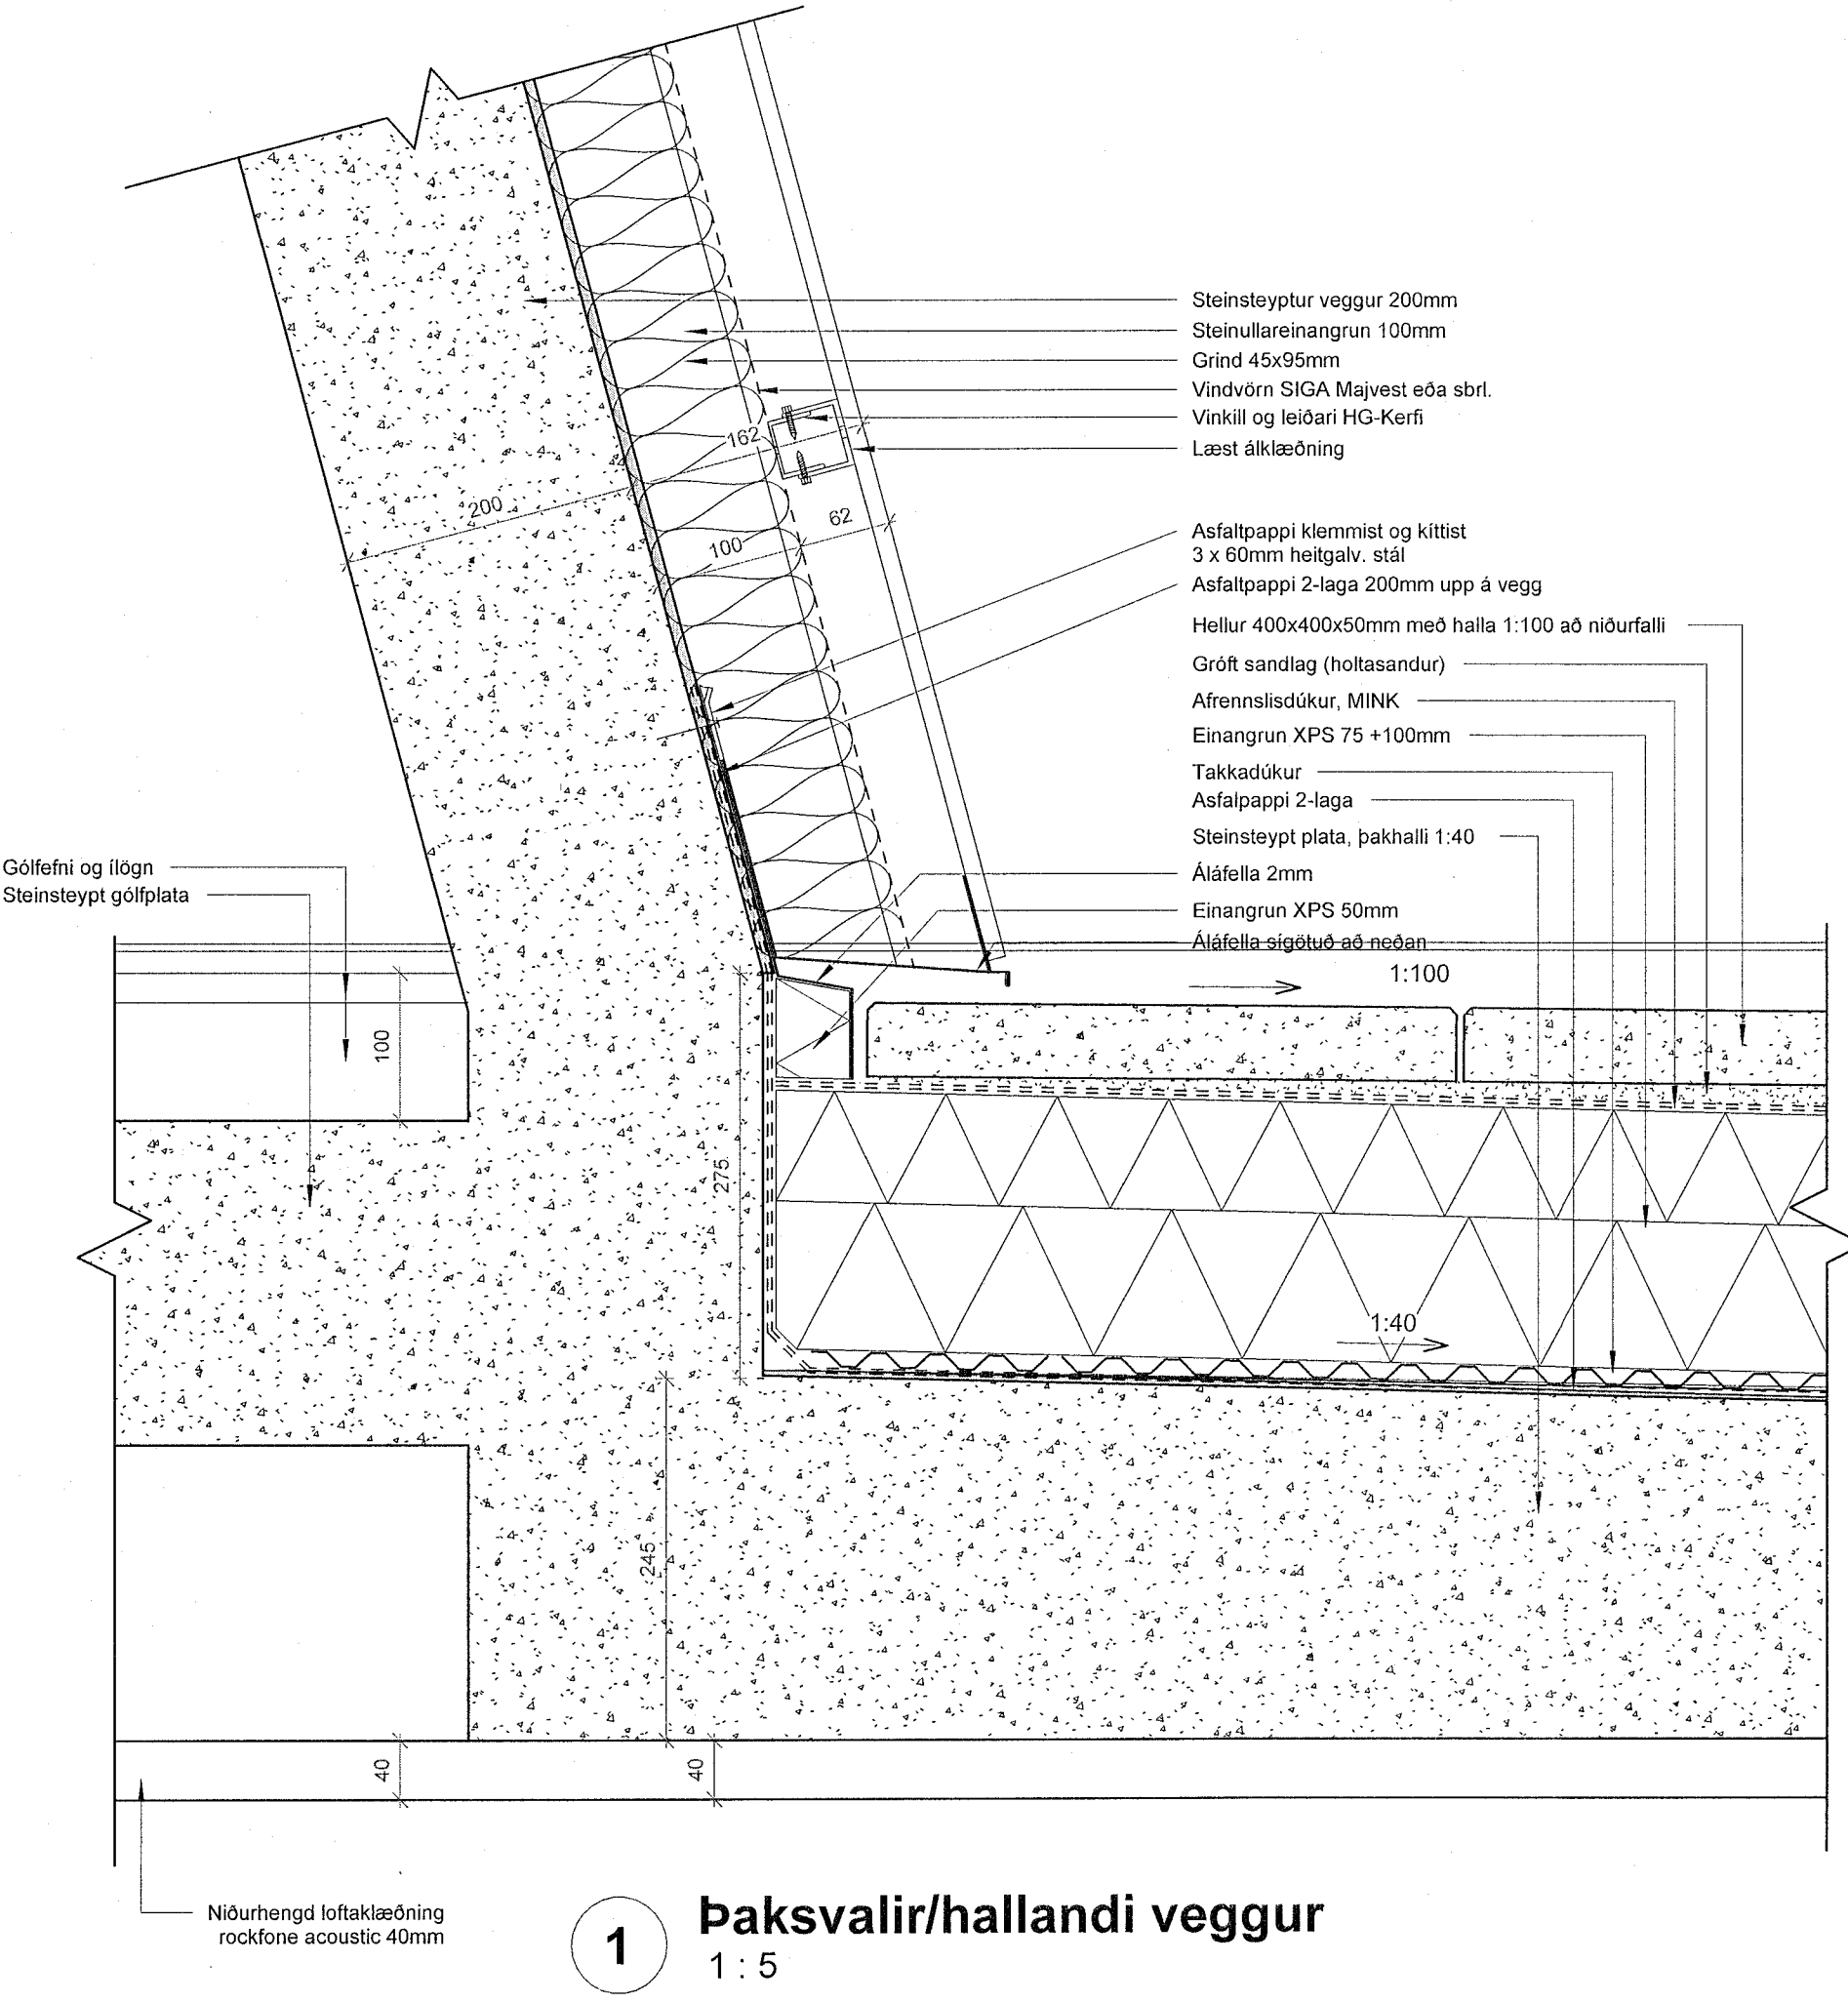 Steinsteyptur veggur 200mm
Steinullareinangrun 100mm
Grind 45x95mm
Vindvörn SIGA Majvest eða sbrl.
Vinkill og leiðari HG-Kerfi
Læst álklæðning
162
200
62
100
Asfaltpappi klemmist og kíttist
3 x 60mm heitgalv. stál
Asfaltpappi 2-laga 200mm upp á vegg
Hellur 400x400x50mm með halla 1:100 að niðurfalli
Gróft sandlag (holtasandur)
Afrennslisdúkur, MINK
Einangrun XPS 75 +100mm
Takkadúkur
Asfalpappi 2-laga
Steinsteypt plata, þakhalli 1:40
Áláfella 2mm
Einangrun XPS 50mm
Áláfella sígötuð að neðan
Gólfefni og ílögn
Steinsteypt gólfplata
1:100
100
275
1:40
245
40
40
Niðurhengd loftaklæðning
rockfone acoustic 40mm
1
Þaksvalir/hallandi veggur
1 : 5